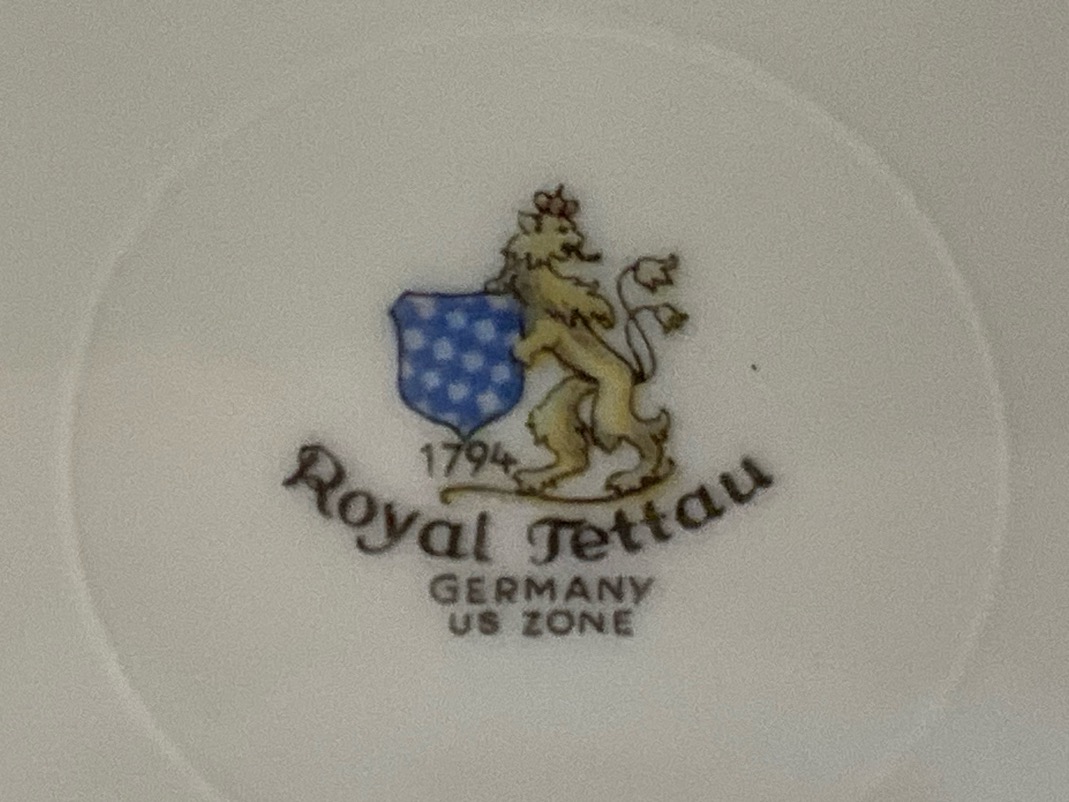 1794
Royal Tettau
GERMANY
US ZONE